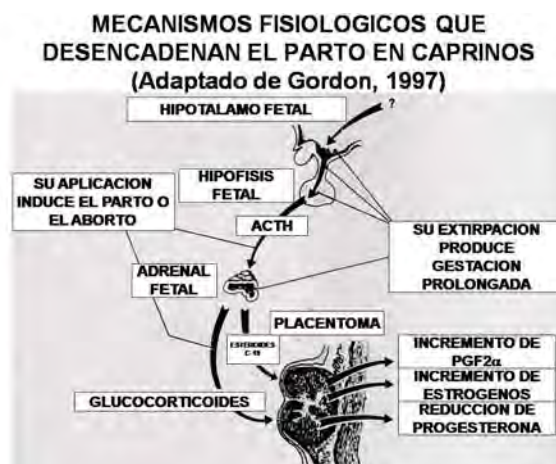 MECANISMOS FISIOLOGICOS QUE
DESENCADENAN EL PARTO EN CAPRINOS
(Adaptado de Gordon, 1997)
HIPOTALAMO FETAL
?
HIPOFISIS
FETAL
SU APLICACION
INDUCE EL PARTO O
EL ABORTO
ACTH
SU EXTIRPACION
PRODUCE
GESTACION
PROLONGADA
ADRENAL
FETAL
PLACENTOMA
ESTEROIDES
C-19
INCREMENTO DE
PGF2α
INCREMENTO DE
ESTROGENOS
GLUCOCORTICOIDES
REDUCCION DE
PROGESTERONA